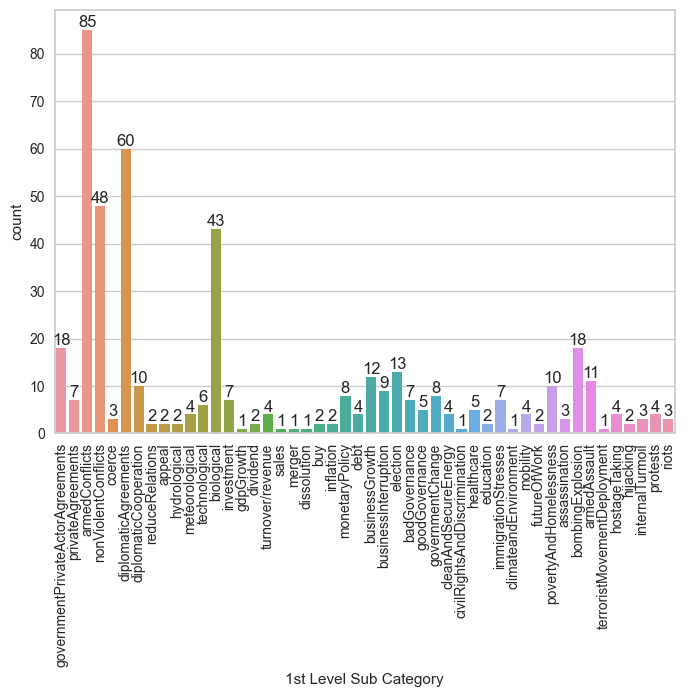 count
80
70
60
50
40
30
20
10
0
18
7
85
48
3
60
10
2
2
2
4
6
43
7
1
2
4
1
1
1
2
2
8
4
12
9
13
7
5
8
4
1
5
2
7
1
4
2
10
3
18
11
1
4
2
3
4
3
governmentPrivateActorAgreements
privateAgreements
armedConflicts
nonViolentConflicts
coerce
diplomaticAgreements
diplomaticCooperation
reduceRelations
appeal
hydrological
meteorological
technological
biological
investment
gdpGrowth
dividend
turnover/revenue
sales
merger
dissolution
buy
inflation
monetaryPolicy
debt
businessGrowth
businessInterruption
election
badGovernance
goodGovernance
governmentChange
cleanAndSecureEnergy
civilRightsAndDiscrimination
healthcare
education
immigrationStresses
climateandEnvironment
mobility
futureOfWork
povertyAndHomelessness
assassination
bombingExplosion
armedAssault
terroristMovementDeployment
hostageTaking
hijacking
internalTurmoil
protests
riots
1st Level Sub Category